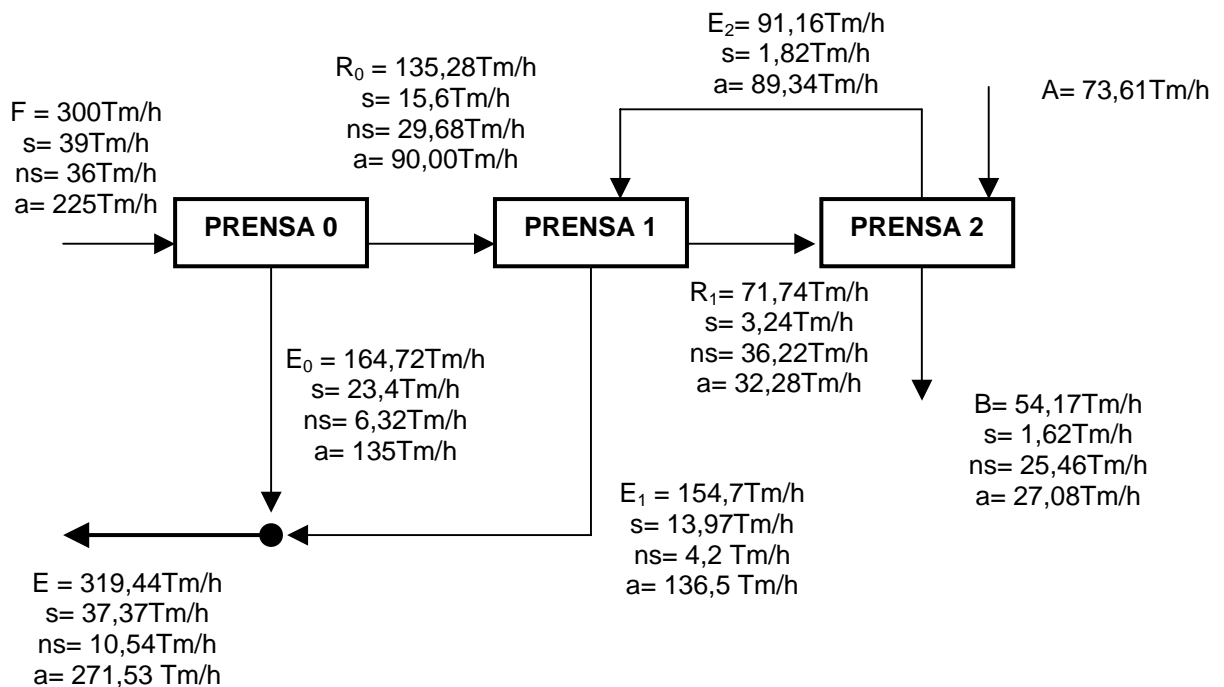 E₂= 91,16Tm/h
s= 1,82Tm/h
a= 89,34Tm/h
A= 73,61Tm/h
R₀ = 135,28Tm/h
s= 15,6Tm/h
ns= 29,68Tm/h
a= 90,00Tm/h
F = 300Tm/h
s= 39Tm/h
ns= 36Tm/h
a= 225Tm/h
PRENSA 0
PRENSA 1
PRENSA 2
R₁= 71,74Tm/h
s= 3,24Tm/h
ns= 36,22Tm/h
a= 32,28Tm/h
E₀ = 164,72Tm/h
s= 23,4Tm/h
ns= 6,32Tm/h
a= 135Tm/h
B= 54,17Tm/h
s= 1,62Tm/h
ns= 25,46Tm/h
a= 27,08Tm/h
E₁ = 154,7Tm/h
s= 13,97Tm/h
ns= 4,2 Tm/h
a= 136,5 Tm/h
E = 319,44Tm/h
s= 37,37Tm/h
ns= 10,54Tm/h
a= 271,53 Tm/h